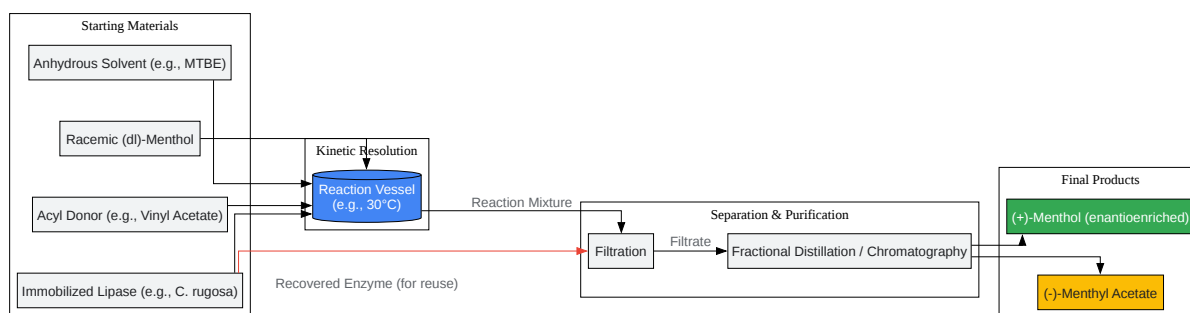 Starting Materials
Anhydrous Solvent (e.g., MTBE)
Racemic (dl)-Menthol
Acyl Donor (e.g., Vinyl Acetate)
Immobilized Lipase (e.g., C. rugosa)
Kinetic Resolution
Reaction Vessel
(e.g., 30°C)
Reaction Mixture
Recovered Enzyme (for reuse)
Separation & Purification
Filtration
Filtrate
Fractional Distillation / Chromatography
Final Products
(+)-Menthol (enantioenriched)
(-)-Menthyl Acetate